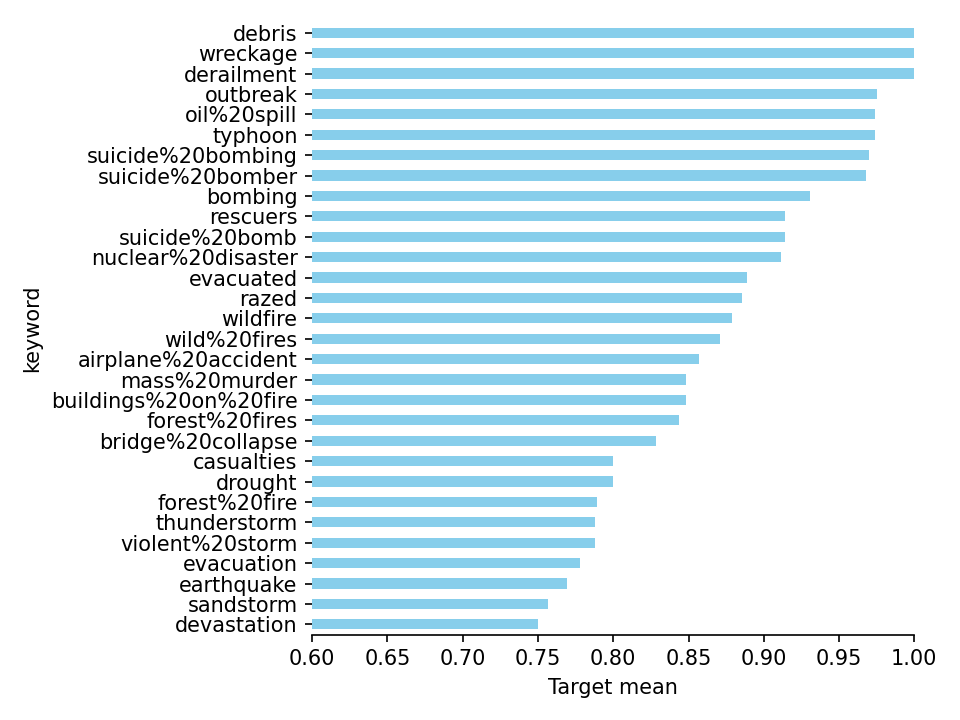 debris
wreckage
derailment
outbreak
oil%20spill
typhoon
suicide%20bombing
suicide%20bomber
bombing
rescuers
suicide%20bomb
nuclear%20disaster
evacuated
razed
wildfire
wild%20fires
airplane%20accident
mass%20murder
buildings%20on%20fire
forest%20fires
bridge%20collapse
casualties
drought
forest%20fire
thunderstorm
violent%20storm
evacuation
earthquake
sandstorm
devastation
keyword
0.60 0.65 0.70 0.75 0.80 0.85 0.90 0.95 1.00
Target mean